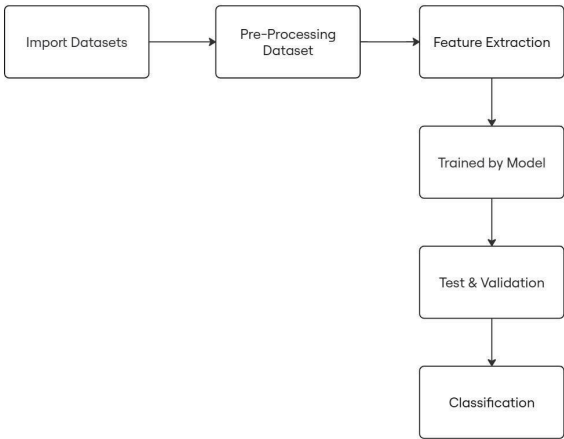 Import Datasets
Pre-Processing
Dataset
Feature Extraction
Trained by Model
Test & Validation
Classification